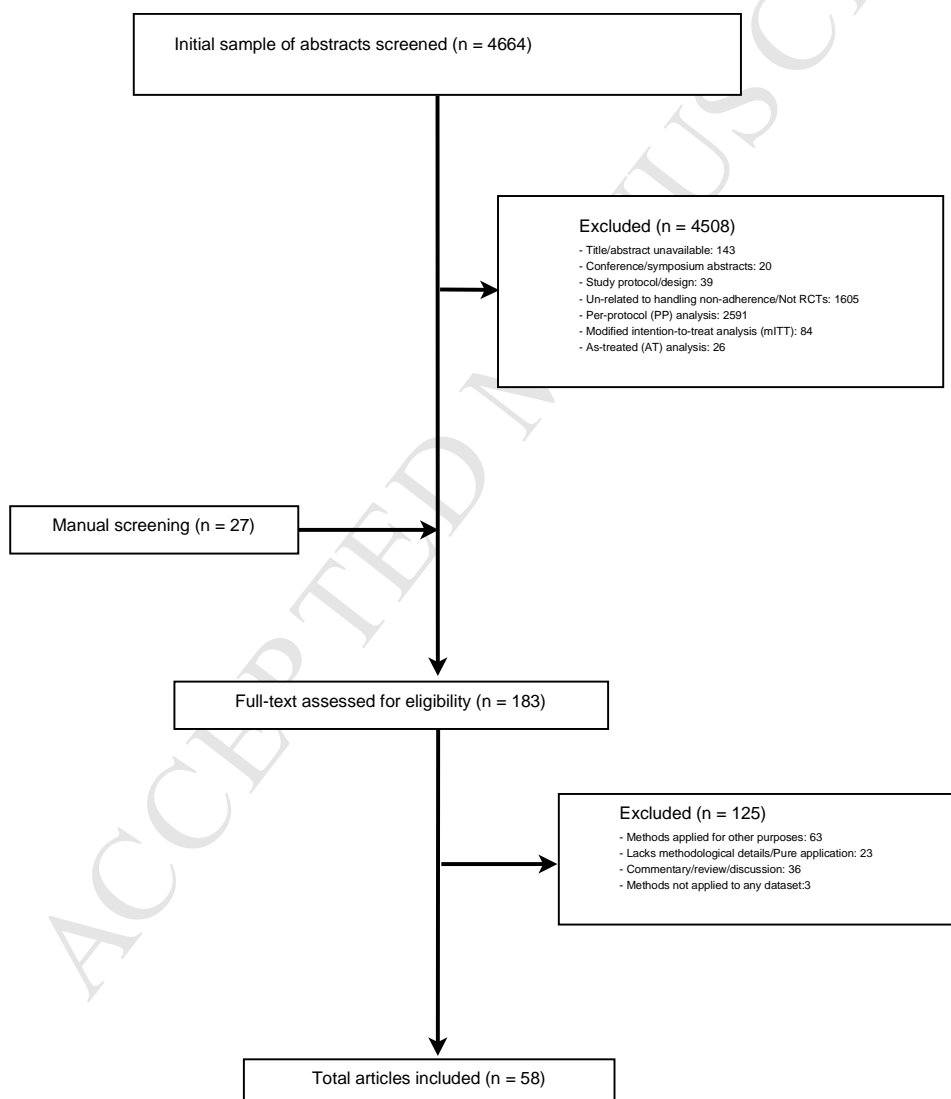 Initial sample of abstracts screened (n = 4664)
Excluded (n = 4508)
- Title/abstract unavailable: 143
- Conference/symposium abstracts: 20
- Study protocol/design: 39
- Un-related to handling non-adherence/Not RCTs: 1605
- Per-protocol (PP) analysis: 2591
- Modified intention-to-treat analysis (mITT): 84
- As-treated (AT) analysis: 26
Manual screening (n = 27)
Full-text assessed for eligibility (n = 183)
Excluded (n = 125)
- Methods applied for other purposes: 63
- Lacks methodological details/Pure application: 23
- Commentary/review/discussion: 36
- Methods not applied to any dataset:3
Total articles included (n = 58)
ACCEPTED MANUSC